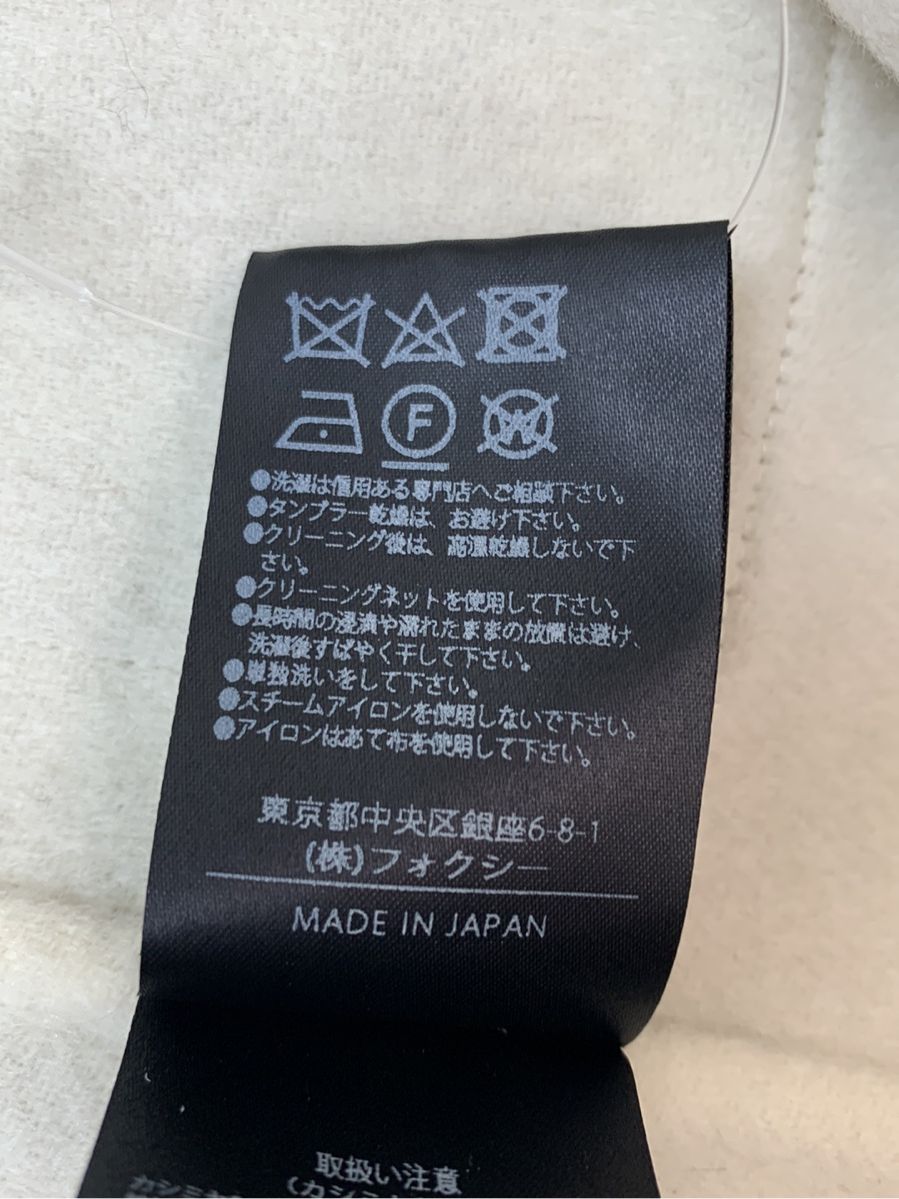 F W
●洗濯は信用ある専門店へご相談下さい。
●タンブラー乾燥は、お避け下さい。
●クリーニング後は、高温乾燥しないで下
さい。
●クリーニングネットを使用して下さい。
●長時間の浸漬や濡れたままの放置は避け、
洗濯後すばやく干して下さい。
●単独洗いをして下さい。
●スチームアイロンを使用しないで下さい。
●アイロンはあて布を使用して下さい。
東京都中央区銀座6-8-1
(株)フォクシー
MADE IN JAPAN
取扱い注意